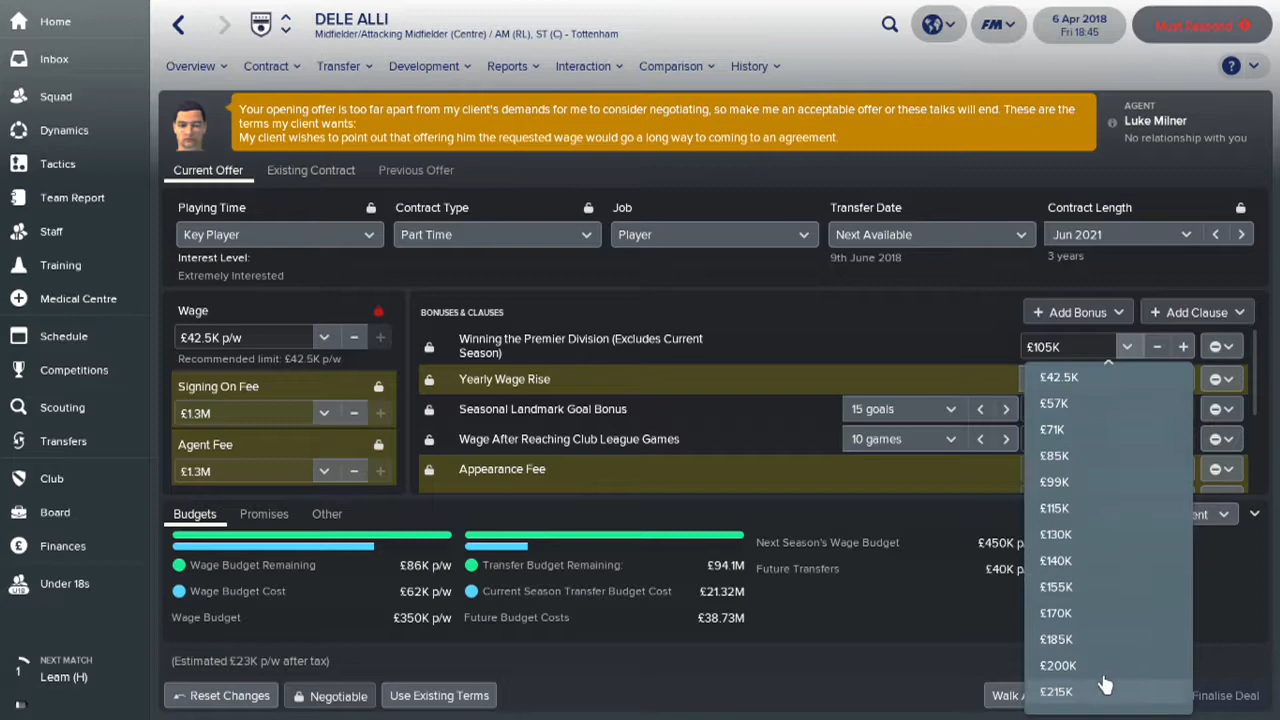 Home
DELE ALLI
Midfielder/Attacking Midfielder (Centre) / AM (RL), ST (C) - Tottenham
FM
6 Apr 2018
Fri 18:45
Must Respond
Inbox
Squad
Dynamics
Tactics
Team Report
Staff
Training
Medical Centre
Schedule
Competitions
Scouting
Transfers
Club
Board
Finances
U18
Under 18s
NEXT MATCH
Leam (H)
Overview
Contract
Transfer
Development
Reports
Interaction
Comparison
History
?
Your opening offer is too far apart from my client's demands for me to consider negotiating, so make me an acceptable offer or these talks will end. These are the
terms my client wants:
My client wishes to point out that offering him the requested wage would go a long way to coming to an agreement.
AGENT
Luke Milner
No relationship with you
Current Offer
Existing Contract
Previous Offer
Playing Time
Contract Type
Job
Transfer Date
Contract Length
Key Player
Part Time
Player
Next Available
Jun 2021
Interest Level:
Extremely Interested
9th June 2018
3 years
Wage
£42.5K p/w
Recommended limit: £42.5K p/w
Signing On Fee
£1.3M
Agent Fee
£1.3M
BONUSES & CLAUSES
Add Bonus
Add Clause
Winning the Premier Division (Excludes Current
Season)
£105K
Yearly Wage Rise
Seasonal Landmark Goal Bonus
15 goals
Wage After Reaching Club League Games
10 games
Appearance Fee
£42.5K
£57K
£71K
£85K
£99K
£115K
£130K
£140K
£155K
£170K
£185K
£200K
£215K
Budgets
Promises
Other
Wage Budget Remaining
£86K p/w
Wage Budget Cost
£62K p/w
Wage Budget
£350K p/w
Transfer Budget Remaining:
£94.1M
Current Season Transfer Budget Cost
£21.32M
Future Budget Costs
£38.73M
Next Season's Wage Budget
£450K p/
Future Transfers
£40K p/
(Estimated £23K p/w after tax)
Reset Changes
Negotiable
Use Existing Terms
Walk
Finalise Deal